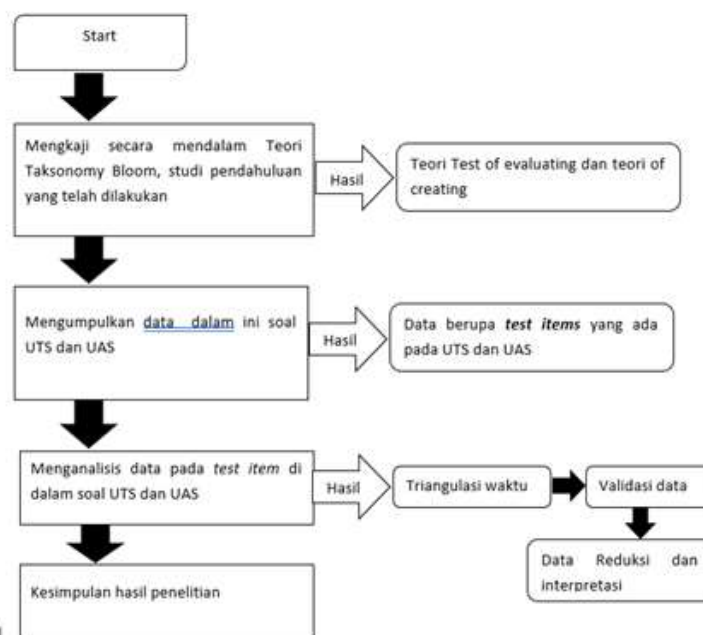 Start
Mengkaji secara mendalam Teori
Taksonomy Bloom, studi pendahuluan
yang telah dilakukan
Hasil
Teori Test of evaluating dan teori of
creating
Mengumpulkan data dalam ini soal
UTS dan UAS
Hasil
Data berupa test items yang ada
pada UTS dan UAS
Menganalisis data pada test item di
dalam soal UTS dan UAS
Hasil
Triangulasi waktu
Validasi data
Data Reduksi dan
interpretasi
Kesimpulan hasil penelitian